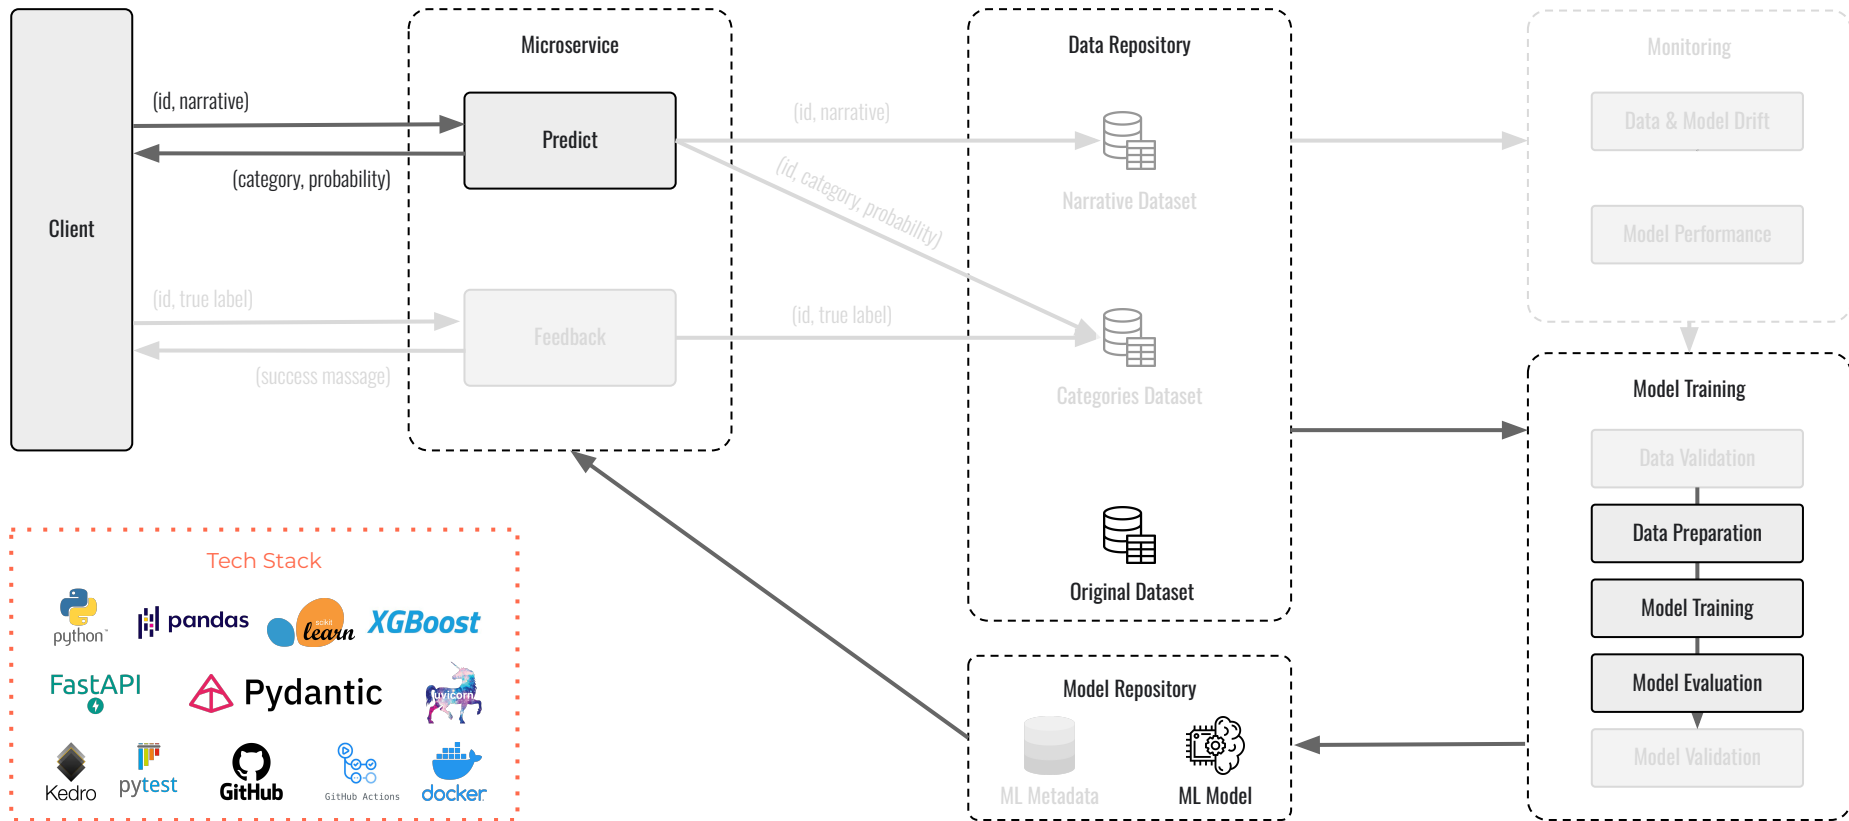 Client
(id, narrative)
(category, probability)
(id, true label)
(success massage)
Microservice
Predict
Feedback
(id, narrative)
(id, category, probability)
(id, true label)
Data Repository
Narrative Dataset
Categories Dataset
Original Dataset
Monitoring
Data & Model Drift
Model Performance
Model Training
Data Validation
Data Preparation
Model Training
Model Evaluation
Model Validation
Model Repository
ML Metadata
ML Model
Tech Stack
python™
pandas
scikit
learn
XGBoost
FastAPI
Pydantic
uvicorn
Kedro
pytest
GitHub
GitHub Actions
docker